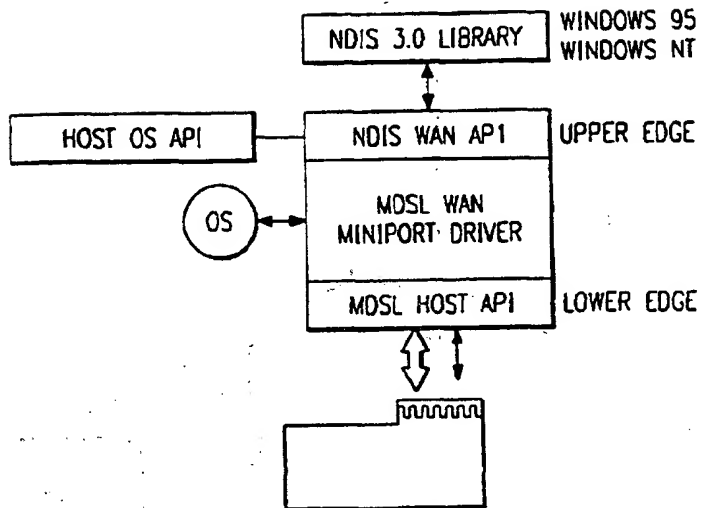 NDIS 3.0 LIBRARY
WINDOWS 95
WINDOWS NT
HOST OS API
NDIS WAN API
UPPER EDGE
OS
MDSL WAN
MINIPORT DRIVER
MDSL HOST API
LOWER EDGE